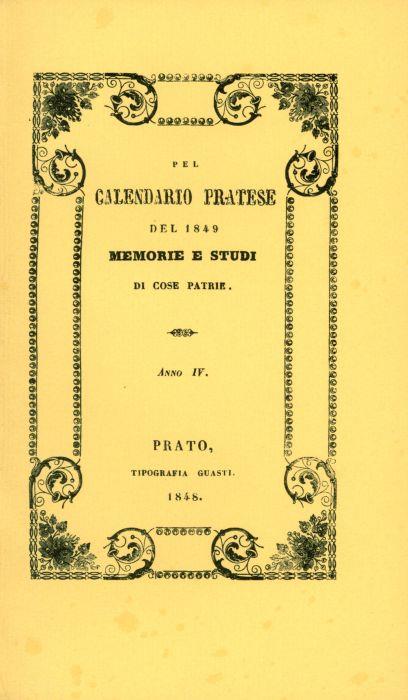 PEL
CALENDARIO PRATESE
DEL 1849
MEMORIE E STUDI
DI COSE PATRIE.
ANNO IV.
PRATO,
TIPOGRAFIA GUASTI.
1848.